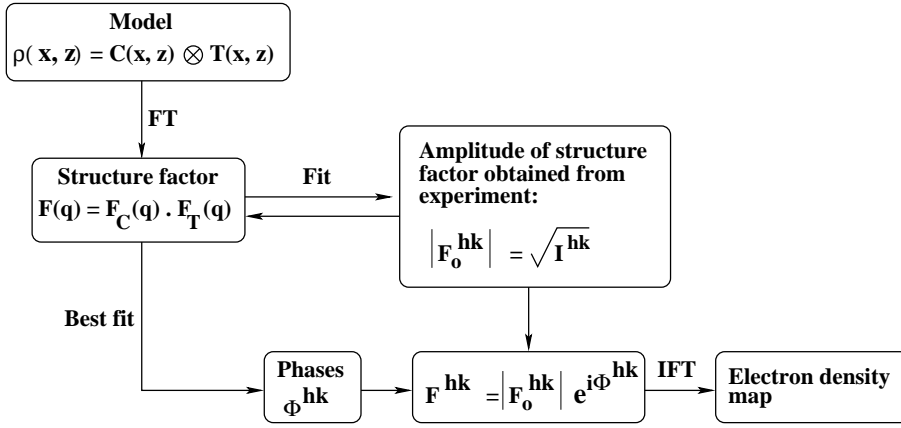 Model
ρ( x, z) = C(x, z) ⊗ T(x, z)
FT
Structure factor
F(q) = F_C(q) . F_T(q)
Fit
Amplitude of structure
factor obtained from
experiment:
|F_o^hk| = √I^hk
Best fit
Phases
Φ^hk
F^hk =|F_o^hk| e^iΦ^hk
IFT
Electron density
map